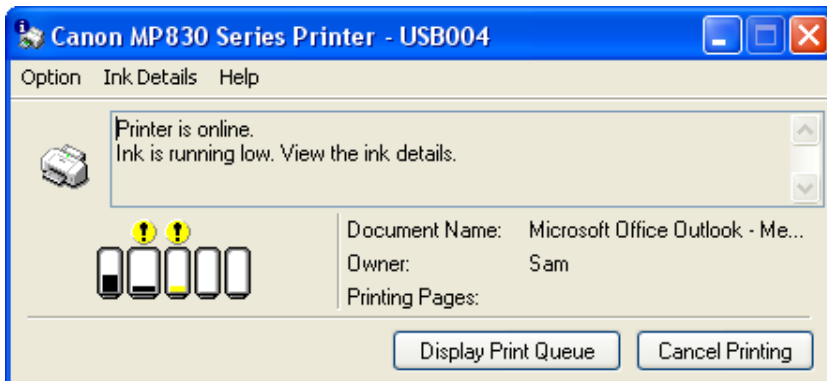 Canon MP830 Series Printer - USB004
Option Ink Details Help
Printer is online.
Ink is running low. View the ink details.
! !
Document Name: Microsoft Office Outlook - Me...
Owner: Sam
Printing Pages:
Display Print Queue Cancel Printing